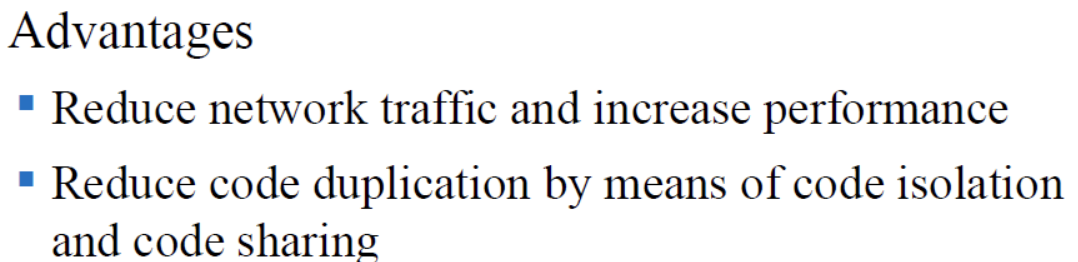 Advantages
▪ Reduce network traffic and increase performance
▪ Reduce code duplication by means of code isolation
and code sharing